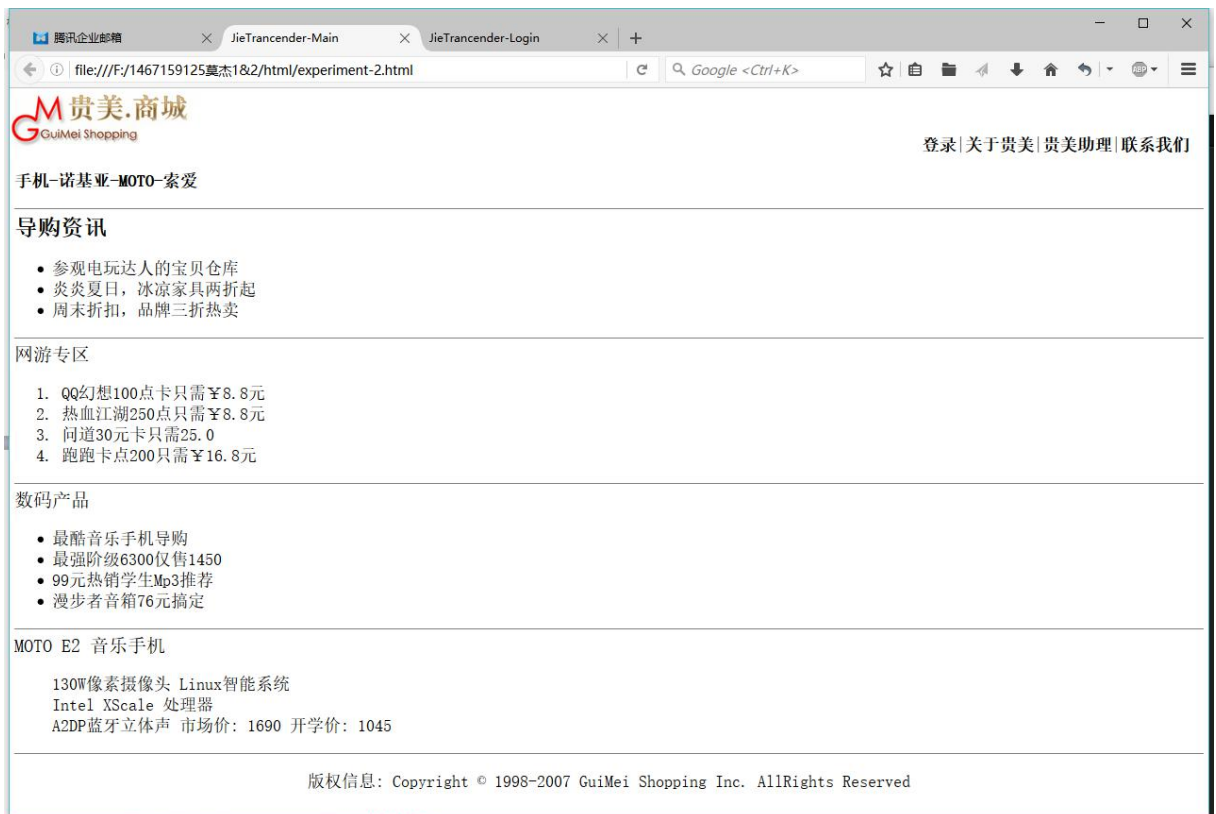 腾讯企业邮箱 JieTrancender-Main JieTrancender-Login
file:///F:/1467159125莫杰1&2/html/experiment-2.html Google <Ctrl+K> ABP
GM 贵美.商城
GuiMei Shopping
登录|关于贵美|贵美助理|联系我们
手机-诺基亚-MOTO-索爱
导购资讯
参观电玩达人的宝贝仓库
炎炎夏日，冰凉家具两折起
周末折扣，品牌三折热卖
网游专区
1. QQ幻想100点卡只需￥8.8元
2. 热血江湖250点只需￥8.8元
3. 问道30元卡只需25.0
4. 跑跑卡点200只需￥16.8元
数码产品
最酷音乐手机导购
最强阶级6300仅售1450
99元热销学生Mp3推荐
漫步者音箱76元搞定
MOTO E2 音乐手机
130W像素摄像头 Linux智能系统
Intel XScale 处理器
A2DP蓝牙立体声 市场价: 1690 开学价: 1045
版权信息: Copyright © 1998-2007 GuiMei Shopping Inc. AllRights Reserved